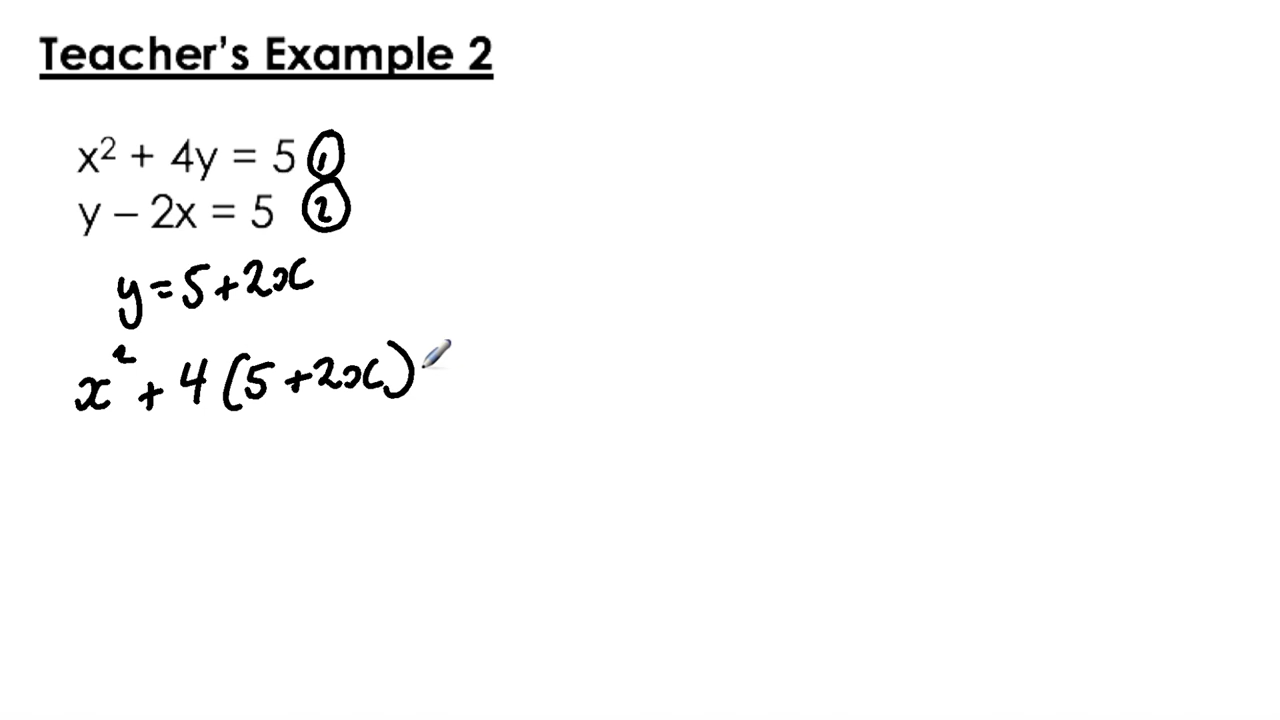 Teacher's Example 2
x² + 4y = 5 ①
y – 2x = 5 ②
y = 5 + 2x
x² + 4(5 + 2x)